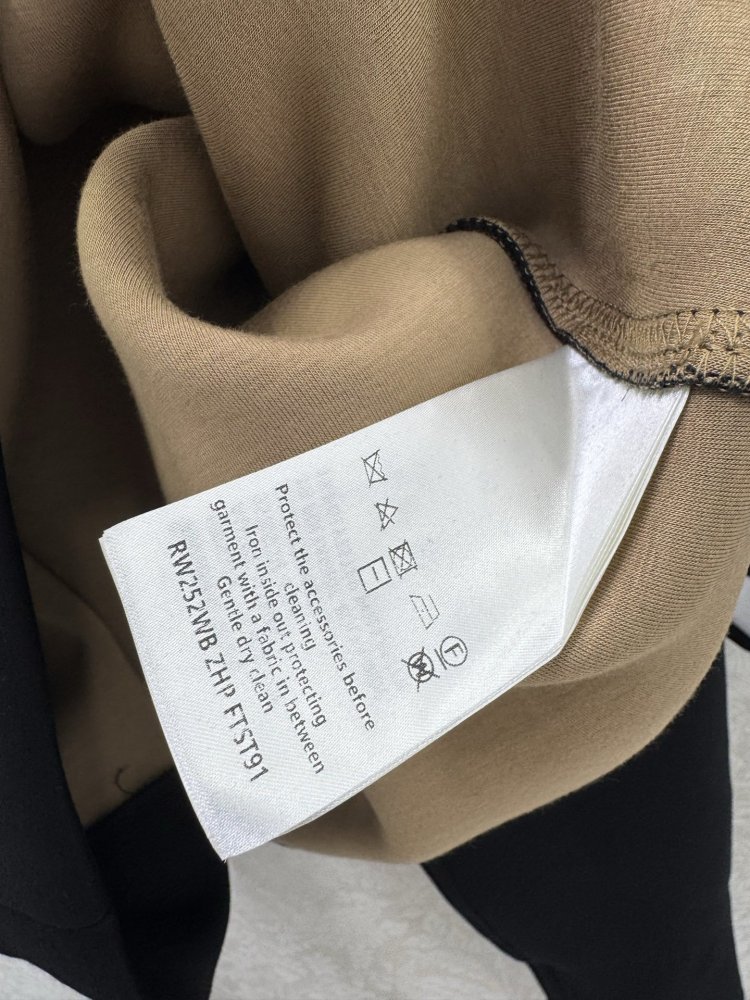 F
W
Protect the accessories before
cleaning
Iron inside out protecting
garment with a fabric in between
Gentle dry clean
RW252WB ZHP FTST91